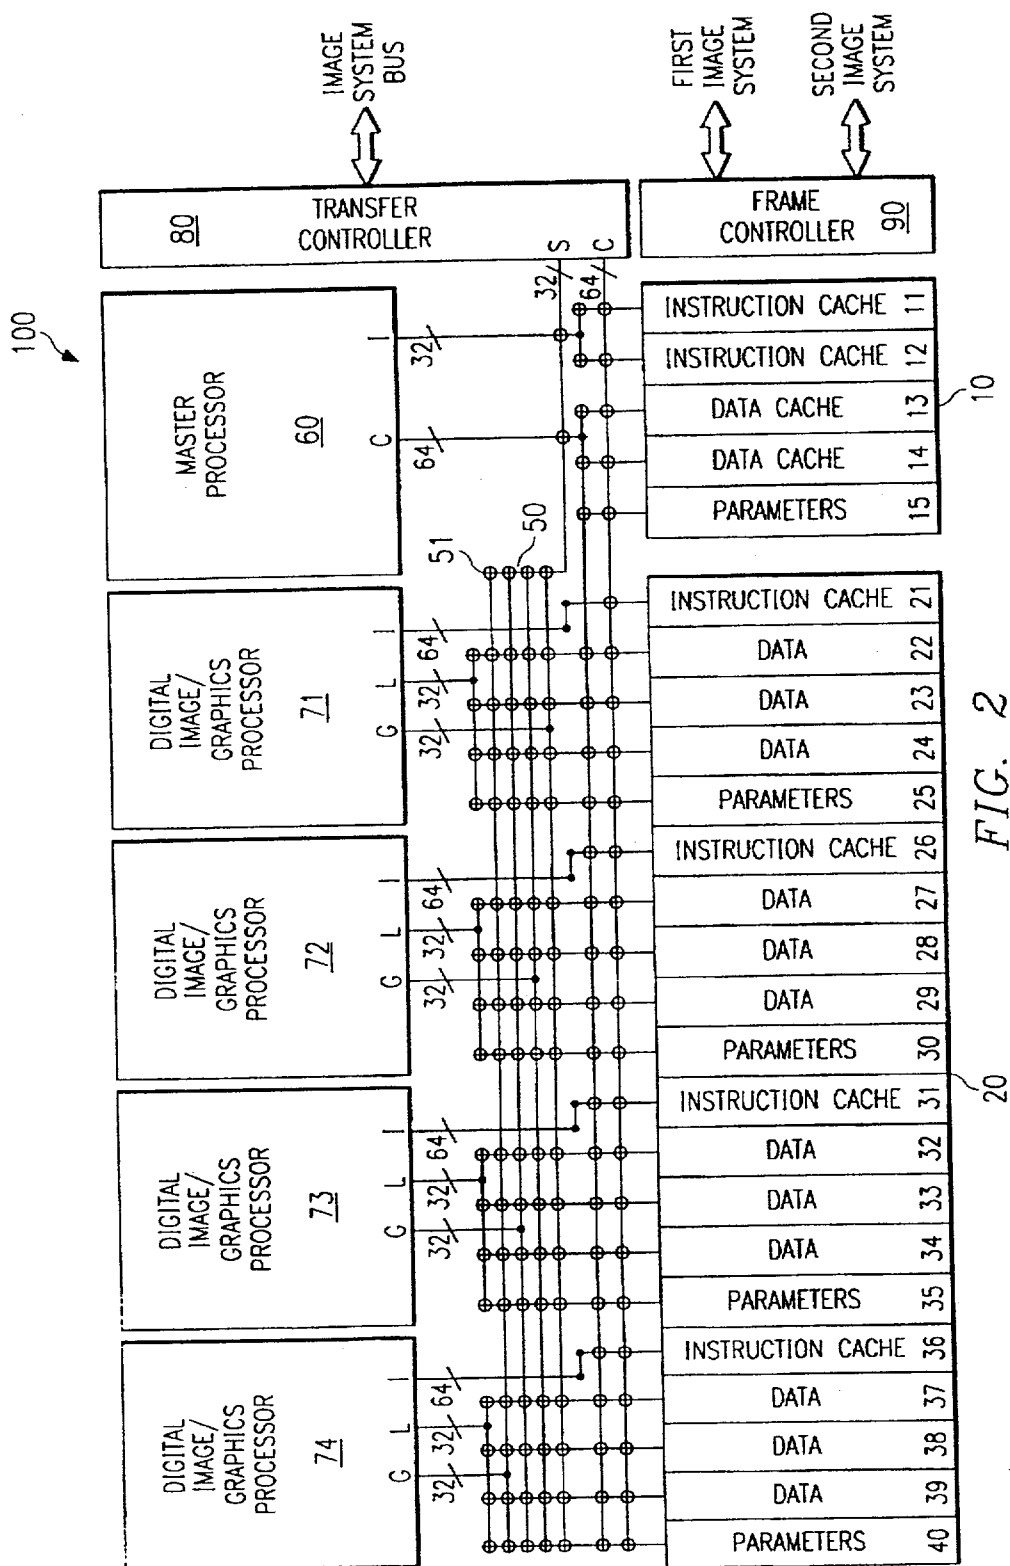 100
IMAGE
SYSTEM
BUS
FIRST
IMAGE
SYSTEM
SECOND
IMAGE
SYSTEM
80
TRANSFER
CONTROLLER
S
C
FRAME
CONTROLLER
90
32
64
MASTER
PROCESSOR
60
C
I
64
32
DIGITAL
IMAGE/
GRAPHICS
PROCESSOR
71
G
L
I
32
32
64
DIGITAL
IMAGE/
GRAPHICS
PROCESSOR
72
G
L
I
32
32
64
DIGITAL
IMAGE/
GRAPHICS
PROCESSOR
73
G
L
I
32
32
64
DIGITAL
IMAGE/
GRAPHICS
PROCESSOR
74
G
L
I
32
32
64
51
50
INSTRUCTION CACHE 11
INSTRUCTION CACHE 12
DATA CACHE 13
DATA CACHE 14
PARAMETERS 15
10
INSTRUCTION CACHE 21
DATA 22
DATA 23
DATA 24
PARAMETERS 25
INSTRUCTION CACHE 26
DATA 27
DATA 28
DATA 29
PARAMETERS 30
INSTRUCTION CACHE 31
DATA 32
DATA 33
DATA 34
PARAMETERS 35
INSTRUCTION CACHE 36
DATA 37
DATA 38
DATA 39
PARAMETERS 40
20
FIG. 2